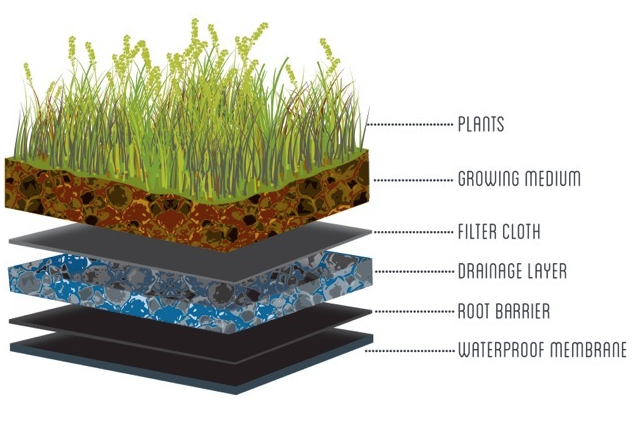 PLANTS
GROWING MEDIUM
FILTER CLOTH
DRAINAGE LAYER
ROOT BARRIER
WATERPROOF MEMBRANE